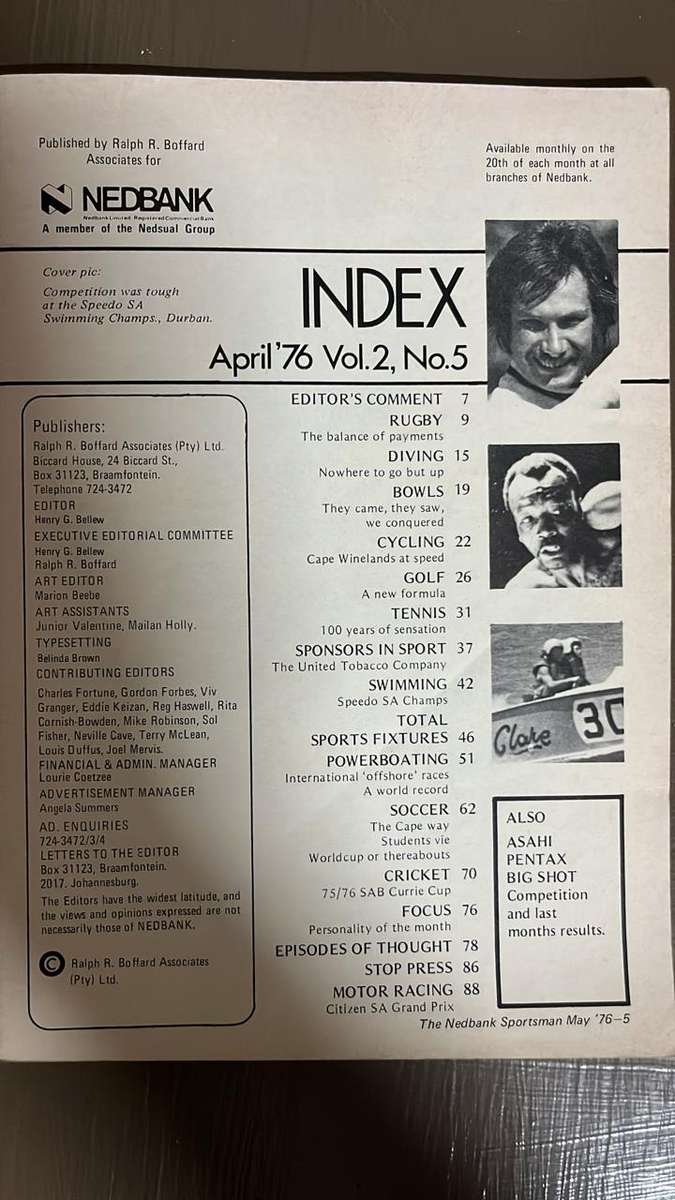 Published by Ralph R. Boffard
Associates for
NEDBANK
Nedbank Limited Registered Commercial Bank
A member of the Nedsual Group
Available monthly on the
20th of each month at all
branches of Nedbank.
Cover pic:
Competition was tough
at the Speedo SA
Swimming Champs., Durban.
INDEX
April '76 Vol.2, No.5
Publishers:
Ralph R. Boffard Associates (Pty) Ltd.
Biccard House, 24 Biccard St.,
Box 31123, Braamfontein.
Telephone 724-3472
EDITOR
Henry G. Bellew
EXECUTIVE EDITORIAL COMMITTEE
Henry G. Bellew
Ralph R. Boffard
ART EDITOR
Marion Beebe
ART ASSISTANTS
Junior Valentine, Mailan Holly.
TYPESETTING
Belinda Brown
CONTRIBUTING EDITORS
Charles Fortune, Gordon Forbes, Viv
Granger, Eddie Keizan, Reg Haswell, Rita
Cornish-Bowden, Mike Robinson, Sol
Fisher, Neville Cave, Terry McLean,
Louis Duffus, Joel Mervis.
FINANCIAL & ADMIN. MANAGER
Lourie Coetzee
ADVERTISEMENT MANAGER
Angela Summers
AD. ENQUIRIES
724-3472/3/4
LETTERS TO THE EDITOR
Box 31123, Braamfontein.
2017. Johannesburg.
The Editors have the widest latitude, and
the views and opinions expressed are not
necessarily those of NEDBANK.
© Ralph R. Boffard Associates
(Pty) Ltd.
EDITOR'S COMMENT 7
RUGBY 9
The balance of payments
DIVING 15
Nowhere to go but up
BOWLS 19
They came, they saw,
we conquered
CYCLING 22
Cape Winelands at speed
GOLF 26
A new formula
TENNIS 31
100 years of sensation
SPONSORS IN SPORT 37
The United Tobacco Company
SWIMMING 42
Speedo SA Champs
TOTAL
SPORTS FIXTURES 46
POWERBOATING 51
International 'offshore' races
A world record
SOCCER 62
The Cape way
Students vie
Worldcup or thereabouts
CRICKET 70
75/76 SAB Currie Cup
FOCUS 76
Personality of the month
EPISODES OF THOUGHT 78
STOP PRESS 86
MOTOR RACING 88
Citizen SA Grand Prix
Clare 30
ALSO
ASAHI
PENTAX
BIG SHOT
Competition
and last
months results.
The Nedbank Sportsman May '76–5